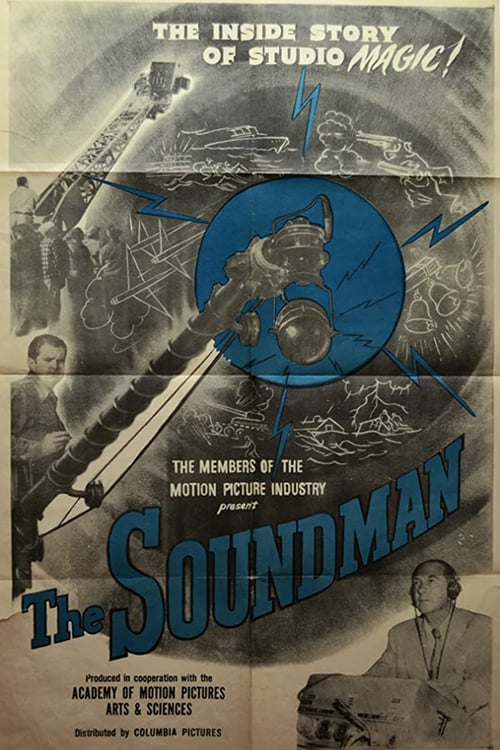 THE INSIDE STORY
OF STUDIO MAGIC!
THE MEMBERS OF THE
MOTION PICTURE INDUSTRY
present
The SOUNDMAN
Produced in cooperation with the
ACADEMY OF MOTION PICTURES
ARTS & SCIENCES
Distributed by COLUMBIA PICTURES